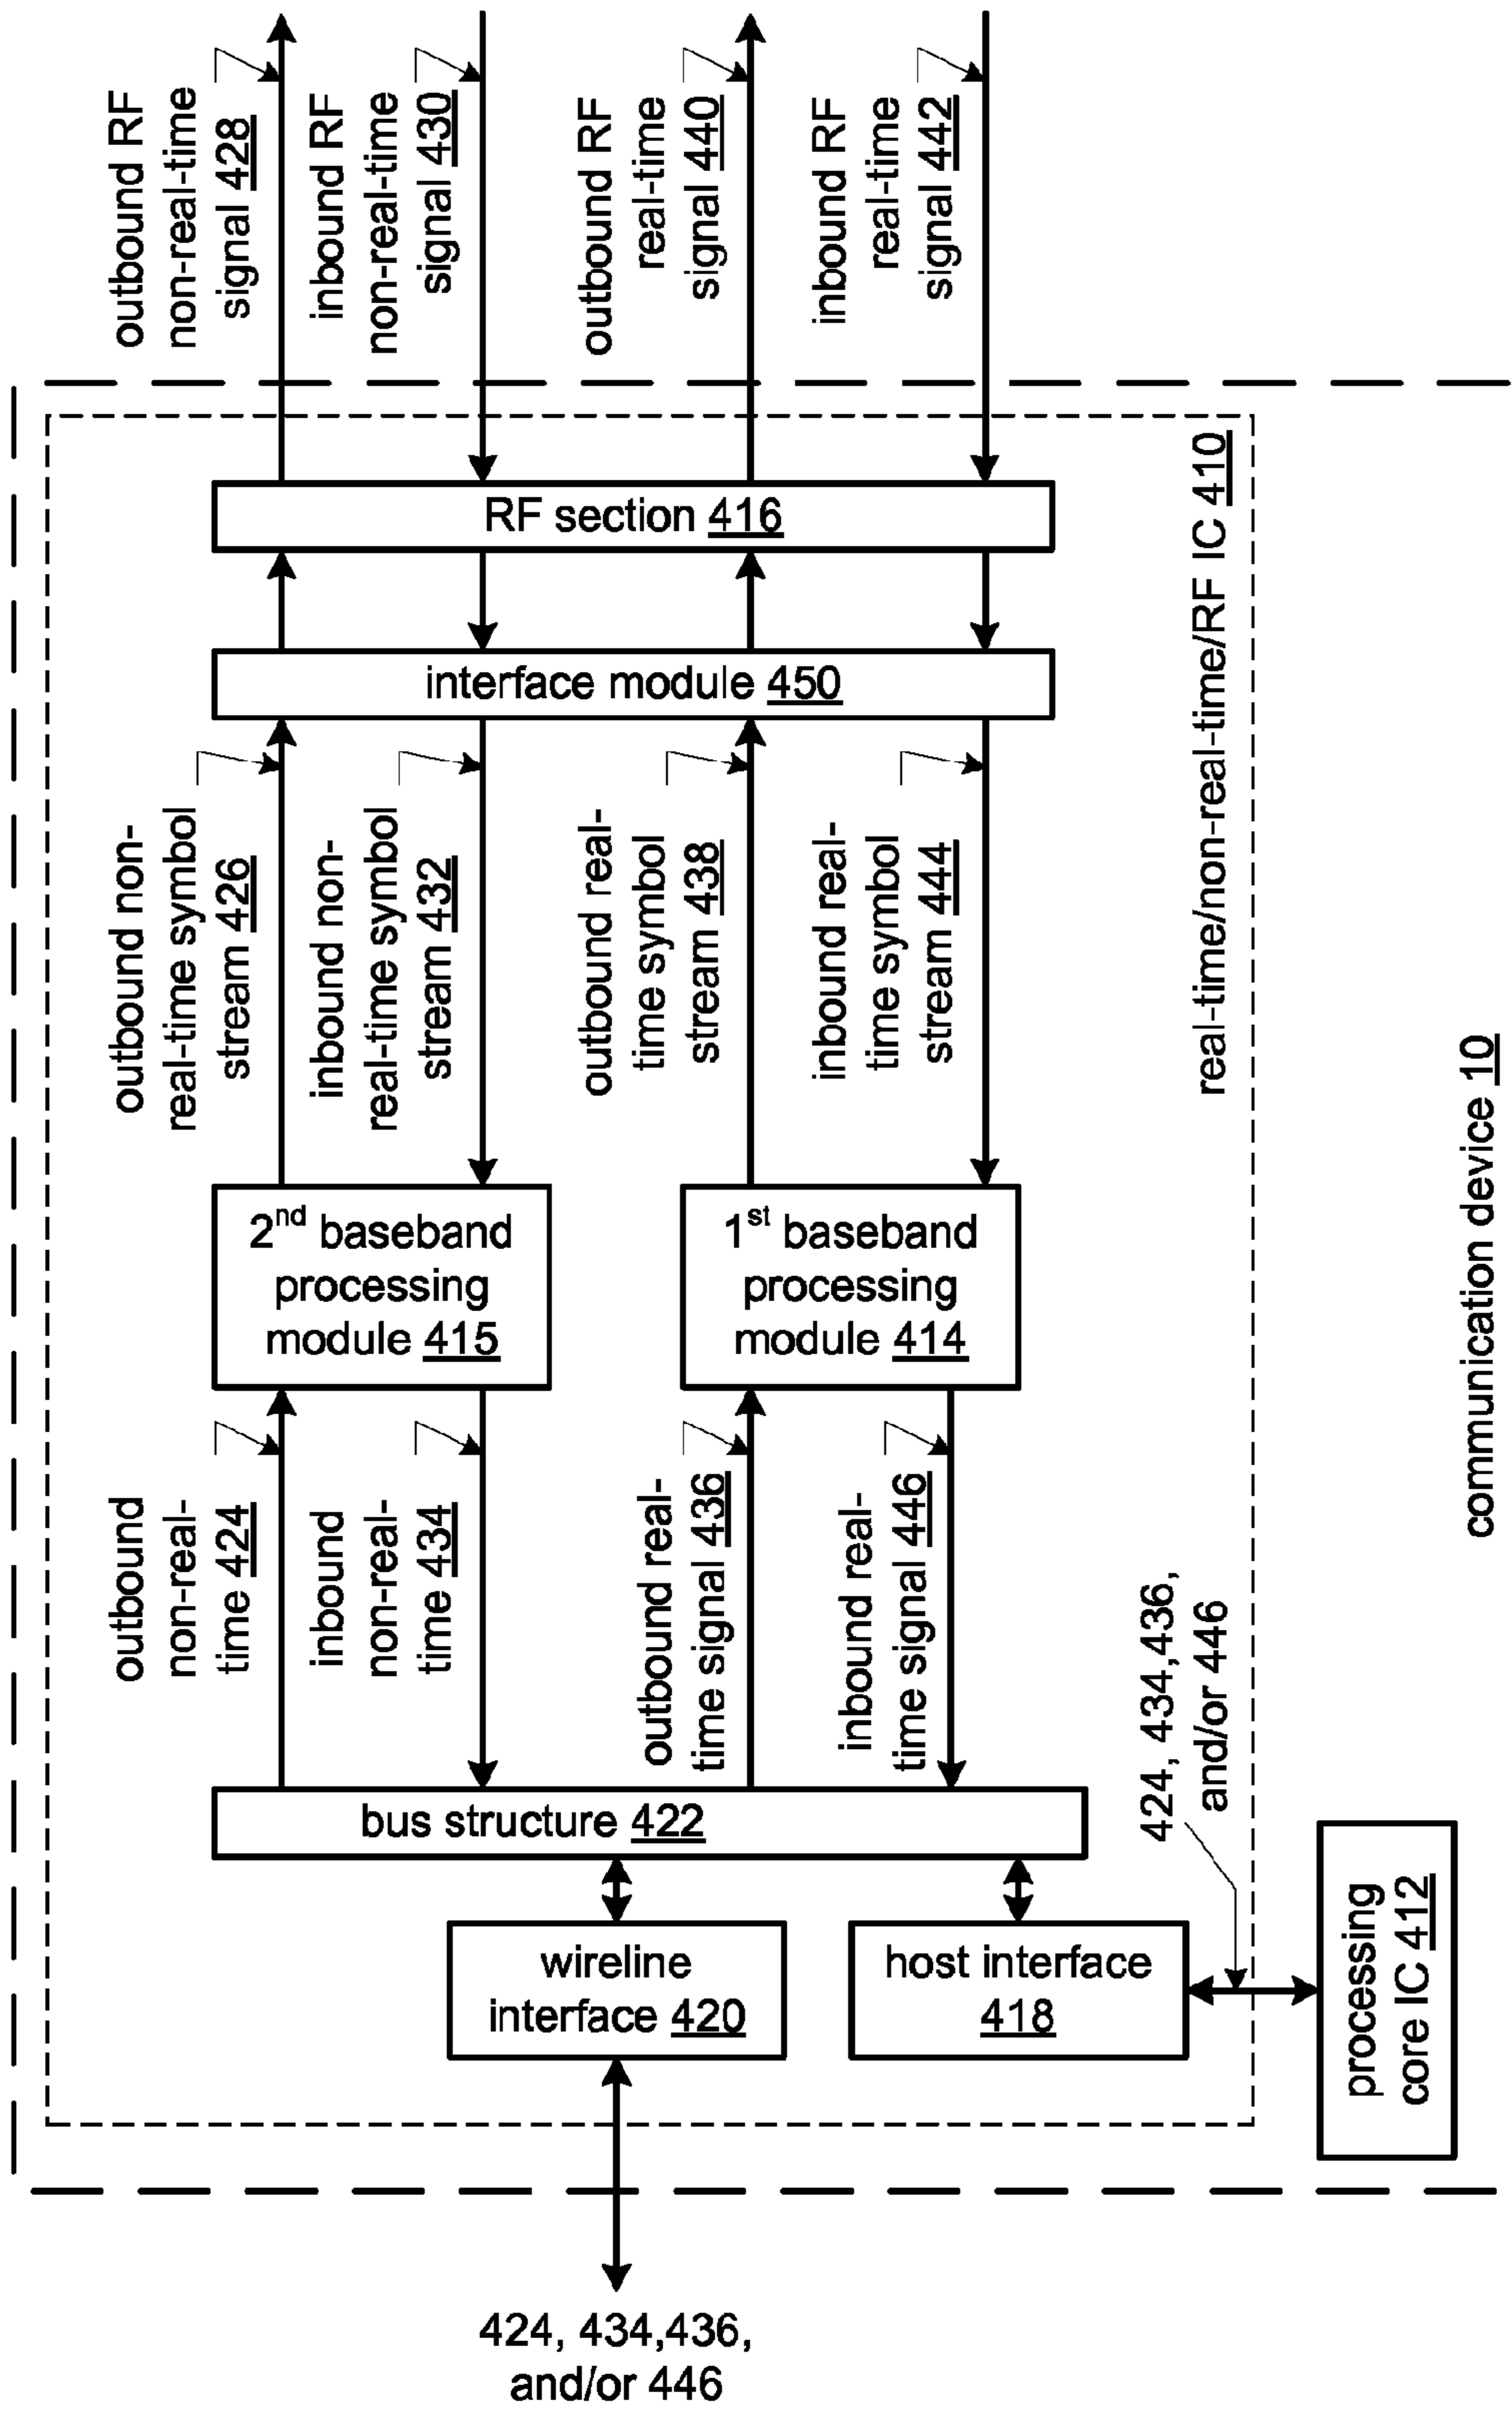 outbound RF
non-real-time
signal 428
inbound RF
non-real-time
signal 430
outbound RF
real-time
signal 440
inbound RF
real-time
signal 442
RF section 416
interface module 450
real-time/non-real-time/RF IC 410
outbound non-
real-time symbol
stream 426
inbound non-
real-time symbol
stream 432
outbound real-
time symbol
stream 438
inbound real-
time symbol
stream 444
2nd baseband
processing
module 415
1st baseband
processing
module 414
communication device 10
outbound
non-real-
time 424
inbound
non-real-
time 434
outbound real-
time signal 436
inbound real-
time signal 446
424, 434,436,
and/or 446
bus structure 422
wireline
interface 420
host interface
418
processing
core IC 412
424, 434,436,
and/or 446